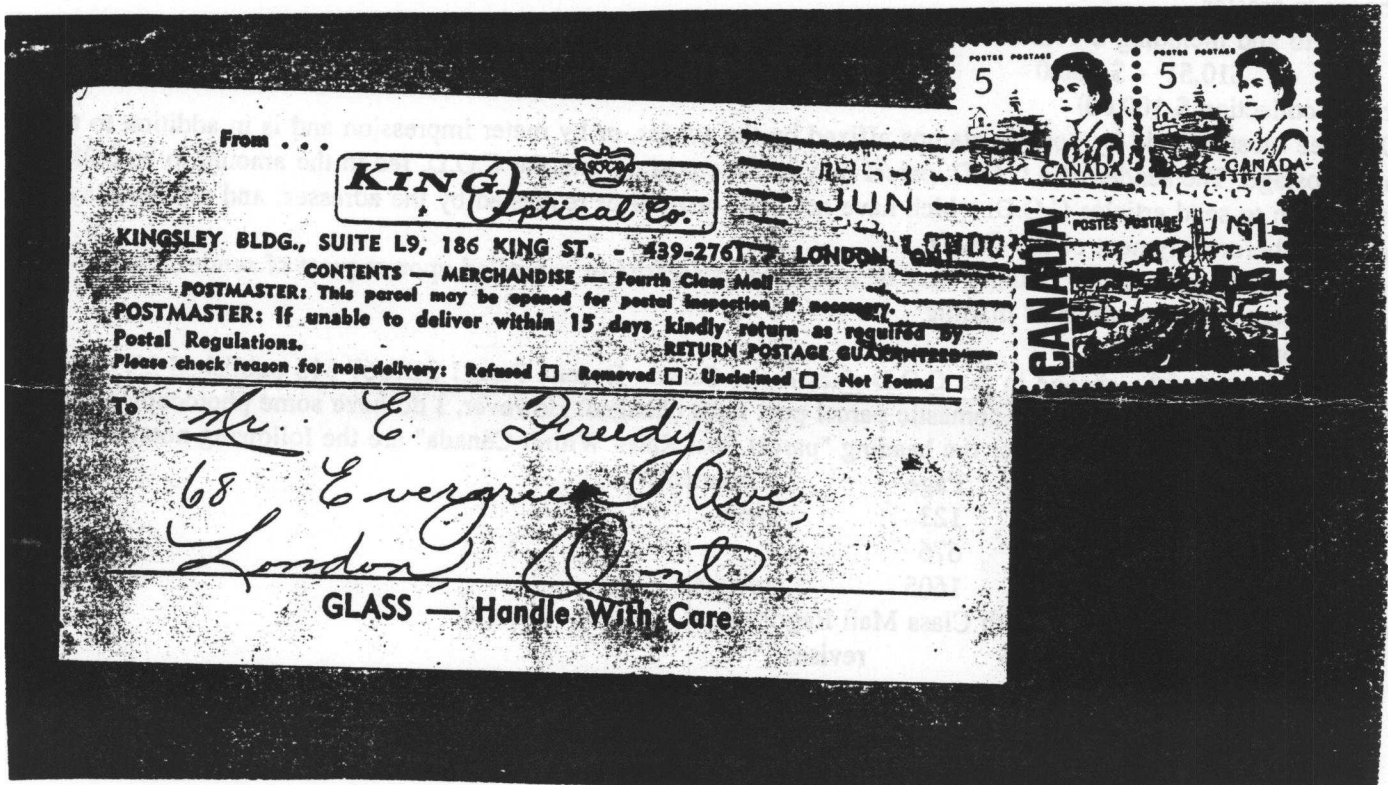 From . . .
KING Optical Co.
KINGSLEY BLDG., SUITE L9, 186 KING ST. - 439-2761 - LONDON, ONT.
CONTENTS - MERCHANDISE — Fourth Class Mail
POSTMASTER: This parcel may be opened for postal inspection if necessary.
POSTMASTER: If unable to deliver within 15 days kindly return as required by
Postal Regulations. RETURN POSTAGE GUARANTEED
Please check reason for non-delivery: Refused □ Removed □ Unclaimed □ Not Found □
To Mr E Greedy,
68 Evergreen Ave,
London, Ont.
GLASS — Handle With Care
POSTES POSTAGE
5
CANADA
POSTES POSTAGE
5
CANADA
POSTES POSTAGE $1
CANADA
JUN